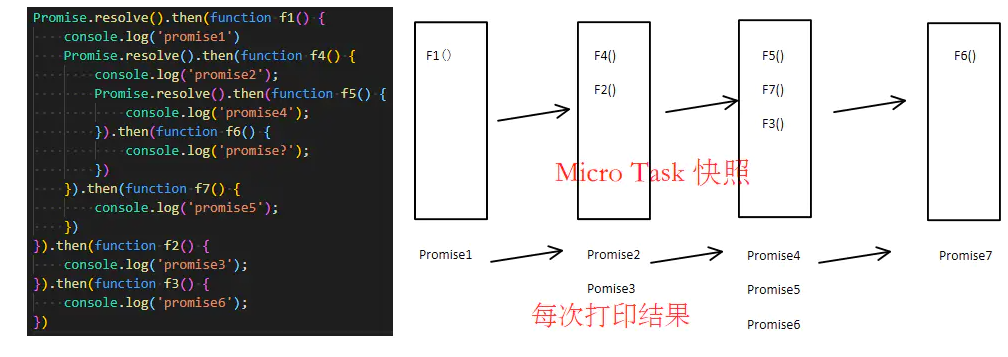 Promise.resolve().then(function f1() {
    console.log('promise1')
    Promise.resolve().then(function f4() {
        console.log('promise2');
        Promise.resolve().then(function f5() {
            console.log('promise4');
        }).then(function f6() {
            console.log('promise?');
        })
    }).then(function f7() {
        console.log('promise5');
    })
}).then(function f2() {
    console.log('promise3');
}).then(function f3() {
    console.log('promise6');
})
F1()
F4()
F2()
F5()
F7()
F3()
F6()
Micro Task 快照
Promise1
Promise2
Pomise3
Promise4
Promise5
Promise6
Promise7
每次打印结果